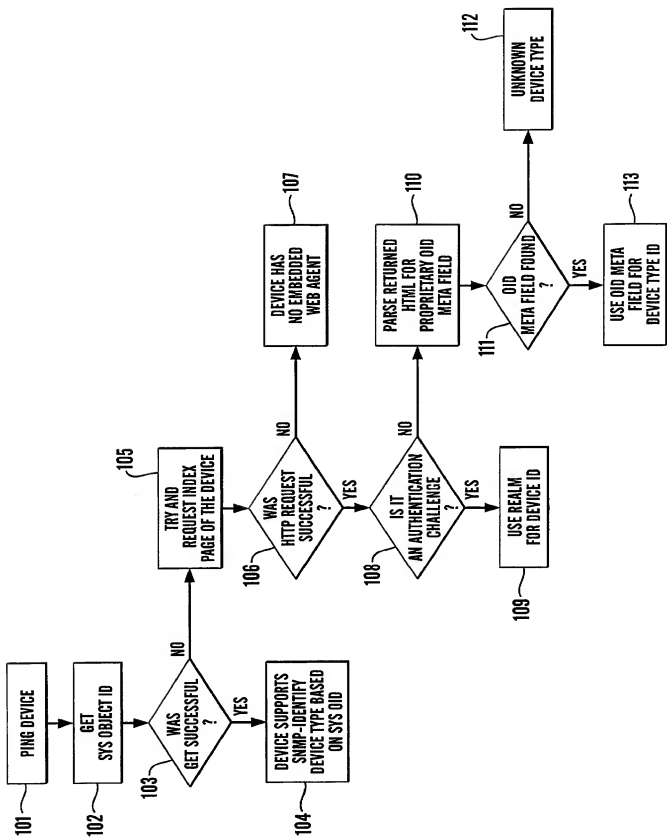 101
PING DEVICE
102
GET
SYS OBJECT ID
103
WAS
GET SUCCESSFUL
?
NO
YES
104
DEVICE SUPPORTS
SNMP-IDENTIFY
DEVICE TYPE BASED
ON SYS OID
105
TRY AND
REQUEST INDEX
PAGE OF THE DEVICE
106
WAS
HTTP REQUEST
SUCCESSFUL
?
NO
YES
107
DEVICE HAS
NO EMBEDDED
WEB AGENT
108
IS IT
AN AUTHENTICATION
CHALLENGE
?
NO
YES
109
USE REALM
FOR DEVICE ID
110
PARSE RETURNED
HTML FOR
PROPRIETARY OID
META FIELD
111
OID
META FIELD FOUND
?
NO
YES
112
UNKNOWN
DEVICE TYPE
113
USE OID META
FIELD FOR
DEVICE TYPE ID